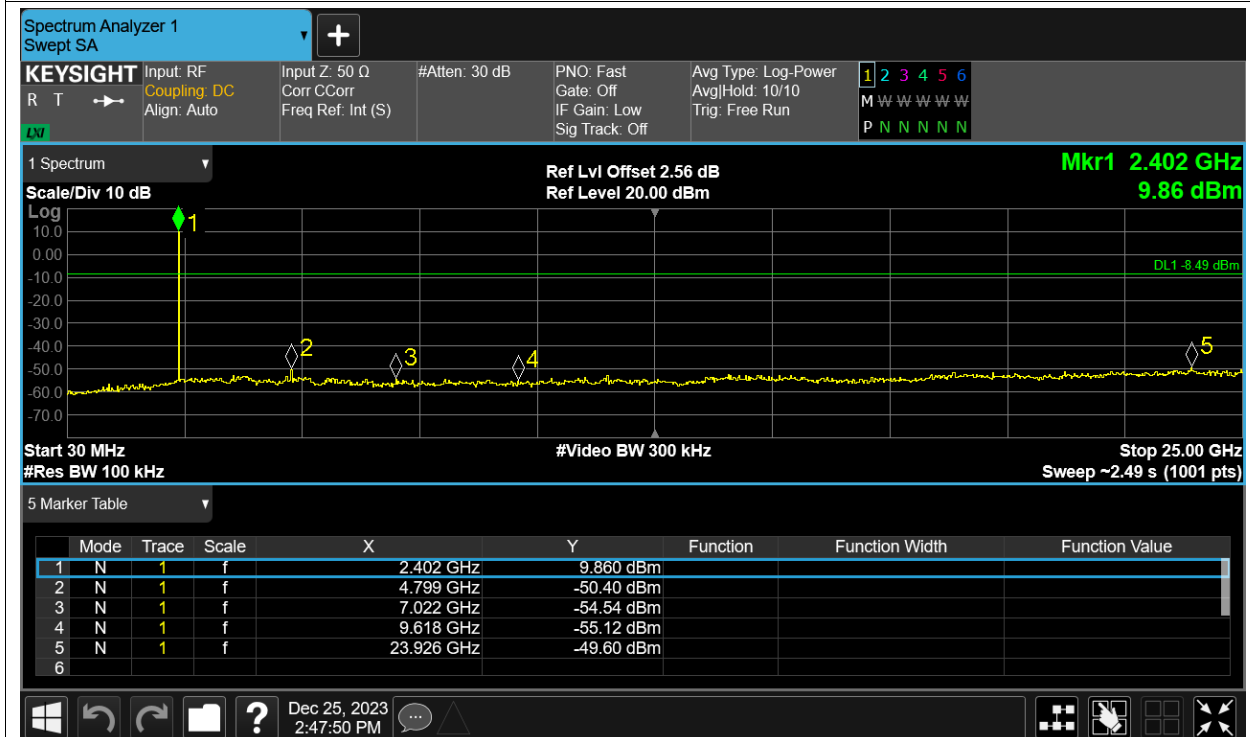 Spectrum Analyzer 1
Swept SA
+
KEYSIGHT
R T
LXI
Input: RF
Coupling: DC
Align: Auto
Input Z: 50 Ω
Corr CCorr
Freq Ref: Int (S)
#Atten: 30 dB
PNO: Fast
Gate: Off
IF Gain: Low
Sig Track: Off
Avg Type: Log-Power
Avg|Hold: 10/10
Trig: Free Run
1 2 3 4 5 6
M W W W W W
P N N N N N
1 Spectrum
Scale/Div 10 dB
Ref Lvl Offset 2.56 dB
Ref Level 20.00 dBm
Mkr1 2.402 GHz
9.86 dBm
Log
10.0
0.00
-10.0
-20.0
-30.0
-40.0
-50.0
-60.0
-70.0
1
2
3
4
5
DL1 -8.49 dBm
Start 30 MHz
#Video BW 300 kHz
Stop 25.00 GHz
#Res BW 100 kHz
Sweep ~2.49 s (1001 pts)
5 Marker Table
Mode Trace Scale X Y Function Function Width Function Value
1 N 1 f 2.402 GHz 9.860 dBm
2 N 1 f 4.799 GHz -50.40 dBm
3 N 1 f 7.022 GHz -54.54 dBm
4 N 1 f 9.618 GHz -55.12 dBm
5 N 1 f 23.926 GHz -49.60 dBm
6
?
Dec 25, 2023
2:47:50 PM